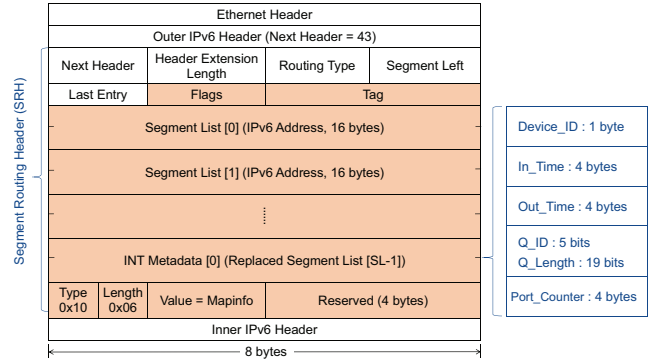 Ethernet Header
Outer IPv6 Header (Next Header = 43)
Segment Routing Header (SRH)
Next Header
Header Extension
Length
Routing Type
Segment Left
Last Entry
Flags
Tag
Segment List [0] (IPv6 Address, 16 bytes)
Segment List [1] (IPv6 Address, 16 bytes)
INT Metadata [0] (Replaced Segment List [SL-1])
Type
0x10
Length
0x06
Value = Mapinfo
Reserved (4 bytes)
Inner IPv6 Header
8 bytes
Device_ID : 1 byte
In_Time : 4 bytes
Out_Time : 4 bytes
Q_ID : 5 bits
Q_Length : 19 bits
Port_Counter : 4 bytes